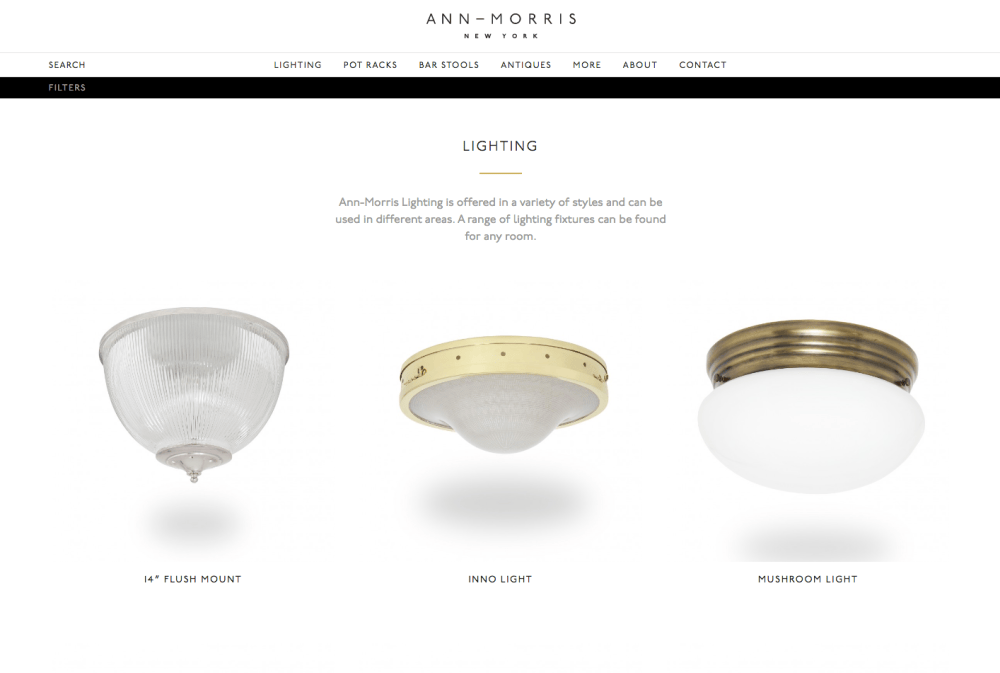 ANN–MORRIS
NEW YORK
SEARCH
LIGHTING POT RACKS BAR STOOLS ANTIQUES MORE ABOUT CONTACT
FILTERS
LIGHTING
Ann-Morris Lighting is offered in a variety of styles and can be
used in different areas. A range of lighting fixtures can be found
for any room.
14” FLUSH MOUNT
INNO LIGHT
MUSHROOM LIGHT